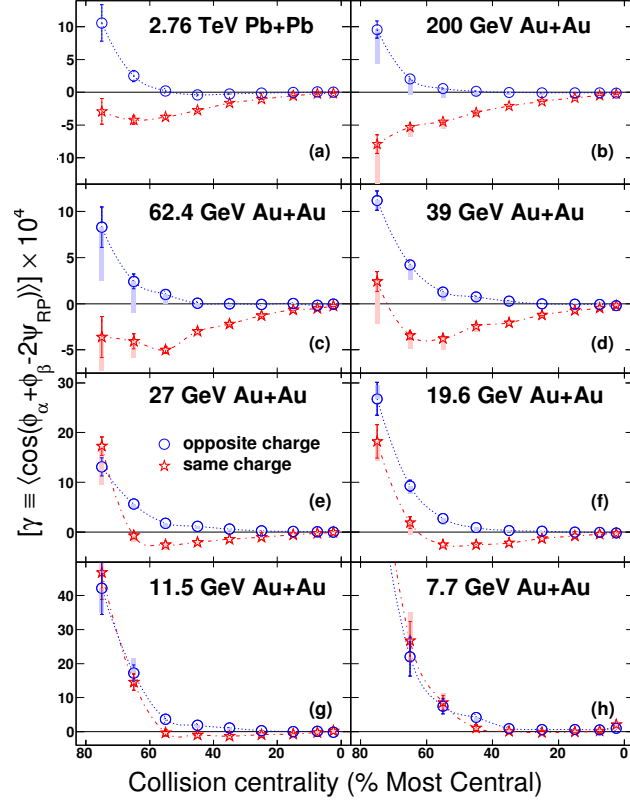 2.76 TeV Pb+Pb
200 GeV Au+Au
10
5
0
-5
-10
(a)
(b)
62.4 GeV Au+Au
39 GeV Au+Au
10
5
0
-5
(c)
(d)
27 GeV Au+Au
19.6 GeV Au+Au
30
20
10
0
opposite charge
same charge
(e)
(f)
11.5 GeV Au+Au
7.7 GeV Au+Au
40
30
20
10
0
(g)
(h)
80 60 40 20 0
80 60 40 20 0
Collision centrality (% Most Central)
[γ ≡ ⟨cos(ϕα+ϕβ-2ψRP)⟩] × 10⁴